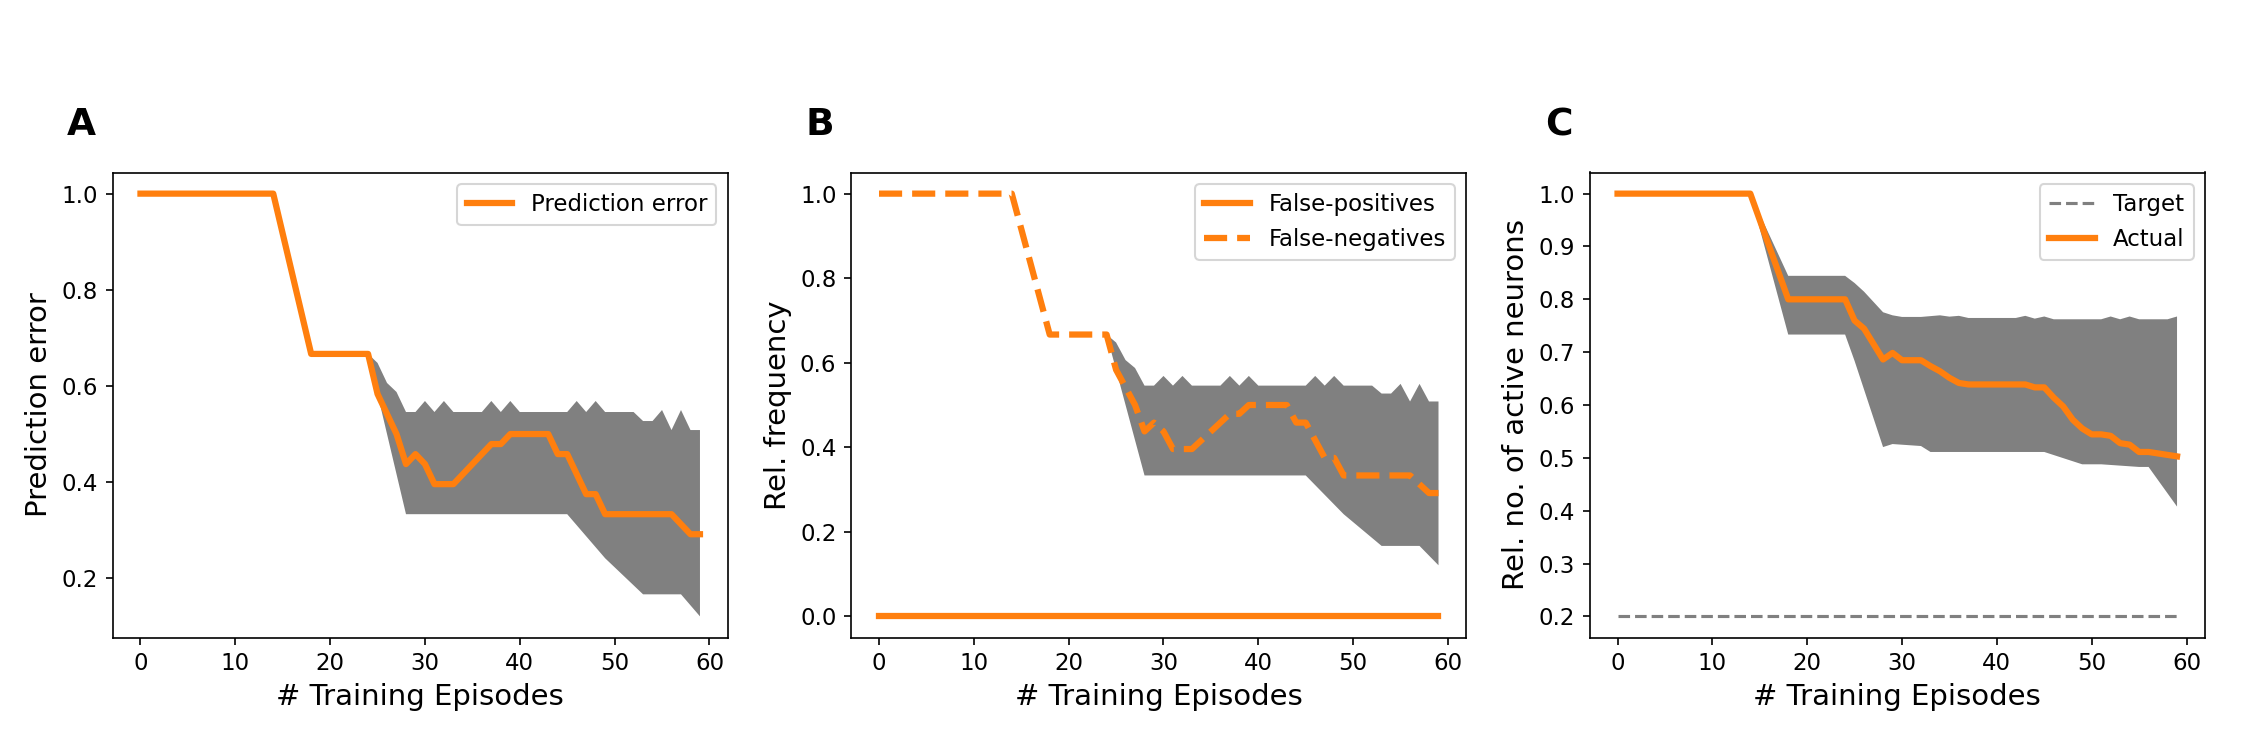 A
B
C
Prediction error
1.0
0.8
0.6
0.4
0.2
0
10
20
30
40
50
60
# Training Episodes
Prediction error
Rel. frequency
1.0
0.8
0.6
0.4
0.2
0.0
0
10
20
30
40
50
60
# Training Episodes
False-positives
False-negatives
Rel. no. of active neurons
1.0
0.9
0.8
0.7
0.6
0.5
0.4
0.3
0.2
0
10
20
30
40
50
60
# Training Episodes
Target
Actual